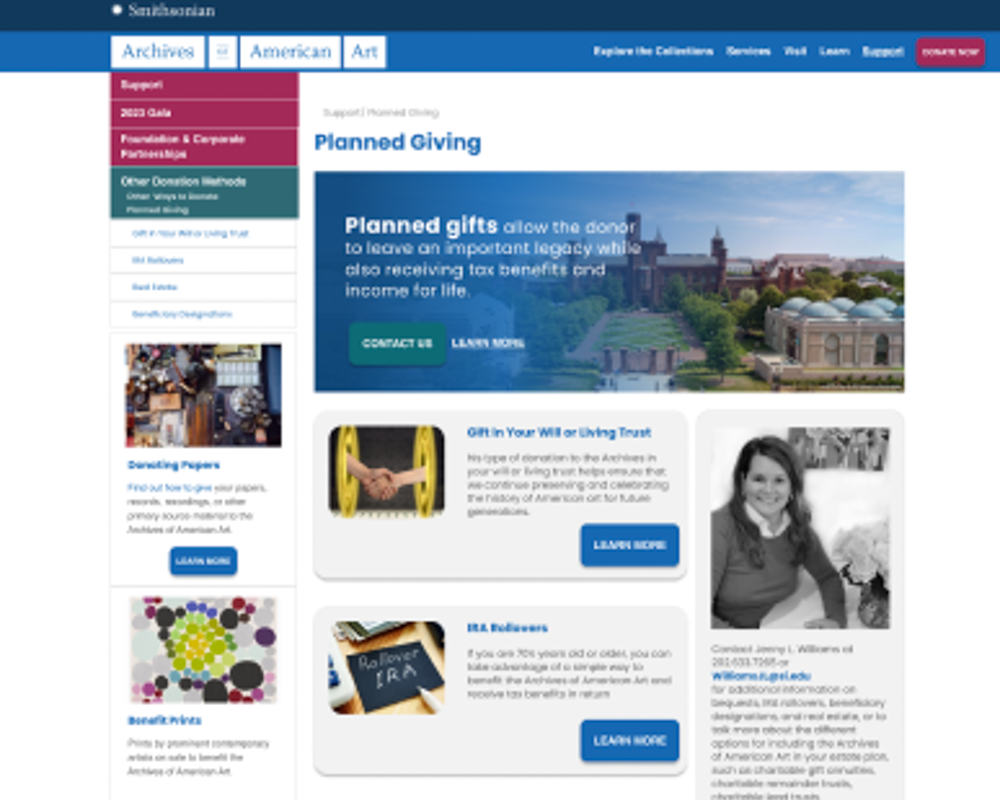 Smithsonian
Archives of American Art
Explore the Collections Services Visit Learn Support DONATE NOW
Support
2023 Gala
Foundation & Corporate
Partnerships
Other Donation Methods
Other Ways to Donate
Planned Giving
Gift in Your Will or Living Trust
IRA Rollovers
Real Estate
Beneficiary Designations
Donating Papers
Find out how to give your papers,
records, recordings, or other
primary source material to the
Archives of American Art.
LEARN MORE
Benefit Prints
Prints by prominent contemporary
artists on sale to benefit the
Archives of American Art.
Support| Planned Giving
Planned Giving
Planned gifts allow the donor
to leave an important legacy while
also receiving tax benefits and
income for life.
CONTACT US LEARN MORE
Gift in Your Will or Living Trust
his type of donation to the Archives in
your will or living trust helps ensure that
we continue preserving and celebrating
the history of American art for future
generations.
LEARN MORE
IRA Rollovers
Rollover
IRA
If you are 70½ years old or older, you can
take advantage of a simple way to
benefit the Archives of American Art and
receive tax benefits in return
LEARN MORE
Contact Jenny L. Williams at
202.633.7265 or
for additional information on
bequests, IRA rollovers, beneficiary
designations, and real estate, or to
talk more about the different
options for including the Archives
of American Art in your estate plan,
such as charitable gift annuities,
charitable remainder trusts,
charitable lead trusts,